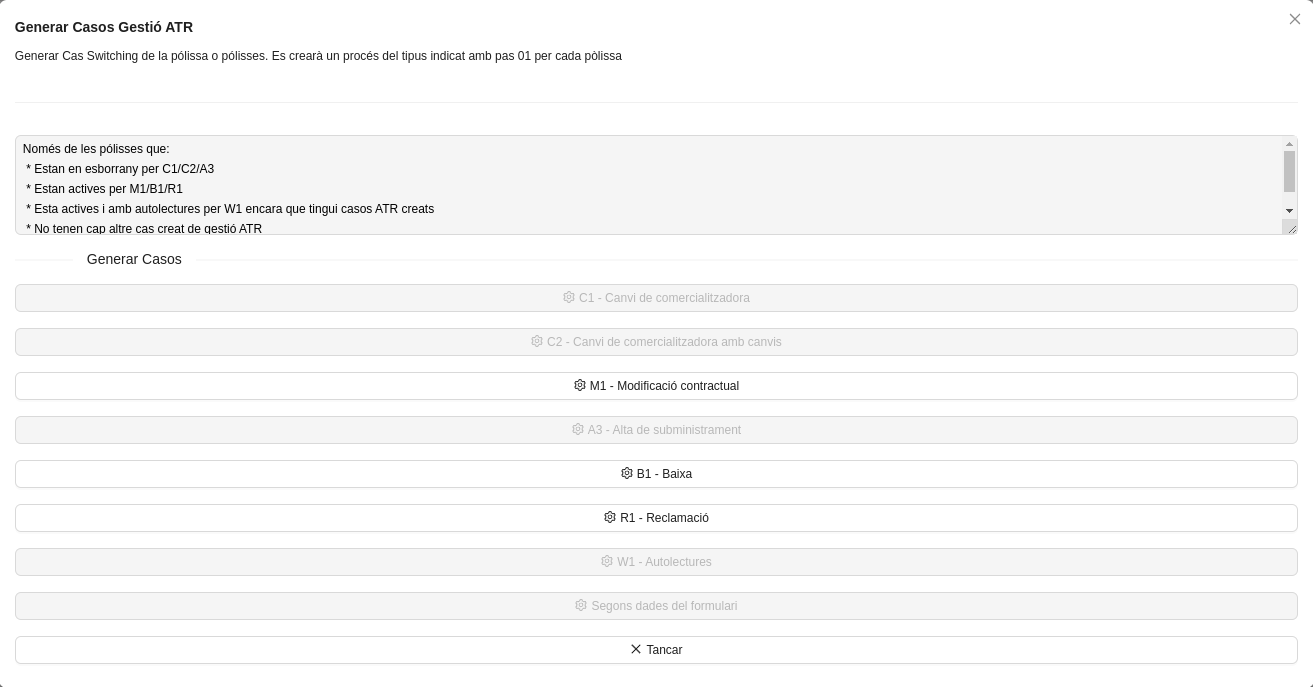 Generar Casos Gestió ATR
Generar Cas Switching de la pólissa o pólisses. Es crearà un procés del tipus indicat amb pas 01 per cada pòlissa
Només de les pólisses que:
* Estan en esborrany per C1/C2/A3
* Estan actives per M1/B1/R1
* Esta actives i amb autolectures per W1 encara que tingui casos ATR creats
* No tenen cap altre cas creat de gestió ATR
Generar Casos
C1 - Canvi de comercialitzadora
C2 - Canvi de comercialitzadora amb canvis
M1 - Modificació contractual
A3 - Alta de subministrament
B1 - Baixa
R1 - Reclamació
W1 - Autolectures
Segons dades del formulari
Tancar